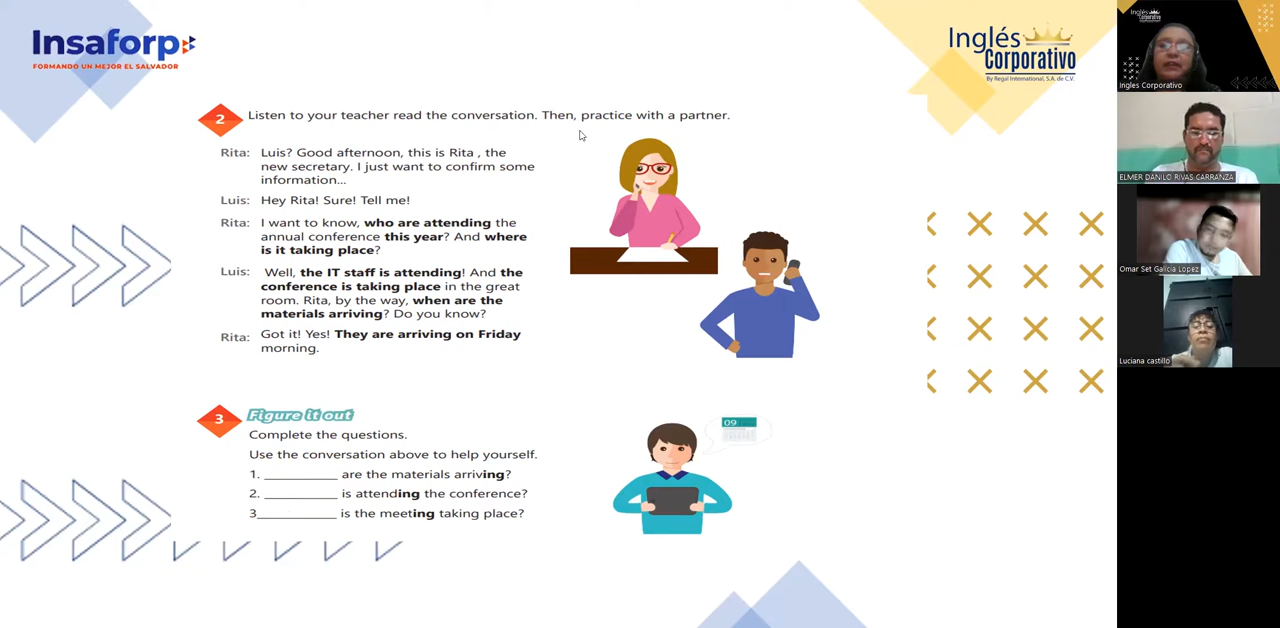 Insaforp
FORMANDO UN MEJOR EL SALVADOR
Inglés
Corporativo
By Regal International, S.A. de C.V.
2 Listen to your teacher read the conversation. Then, practice with a partner.
Rita: Luis? Good afternoon, this is Rita , the
new secretary. I just want to confirm some
information...
Luis: Hey Rita! Sure! Tell me!
Rita: I want to know, who are attending the
annual conference this year? And where
is it taking place?
Luis: Well, the IT staff is attending! And the
conference is taking place in the great
room. Rita, by the way, when are the
materials arriving? Do you know?
Rita: Got it! Yes! They are arriving on Friday
morning.
3 Figure it out
Complete the questions.
Use the conversation above to help yourself.
1. __________ are the materials arriving?
2. __________ is attending the conference?
3___________ is the meeting taking place?
09
Inglés
Corporativo
Ingles Corporativo
ELMER DANILO RIVAS CARRANZA
Omar Set Galicia Lopez
Luciana castillo